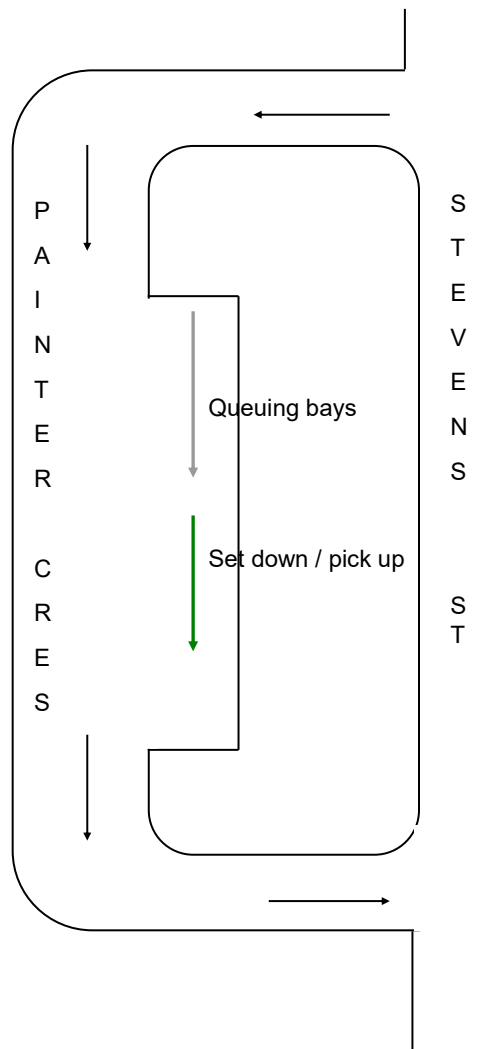 PAINTER CRES
Queuing bays
Set down / pick up
STEVENS ST